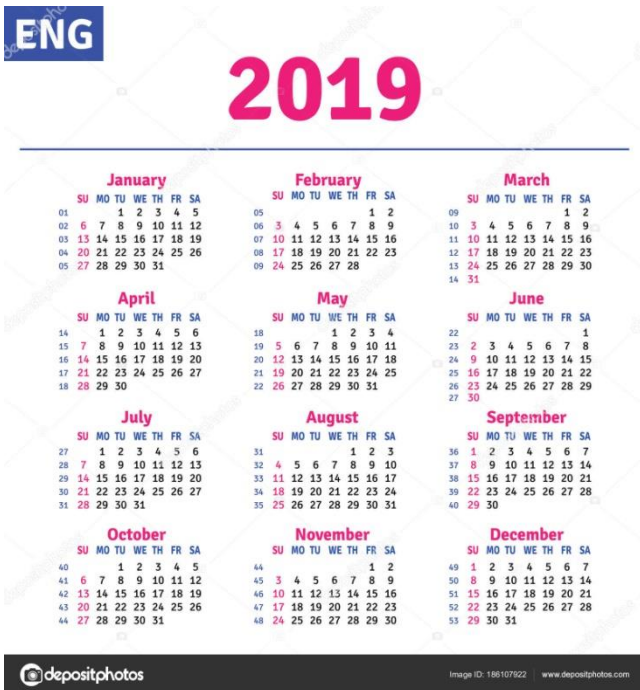 ENG
2019
January February March
SU MO TU WE TH FR SA SU MO TU WE TH FR SA SU MO TU WE TH FR SA
01 1 2 3 4 5 05 1 2 09 1 2
02 6 7 8 9 10 11 12 06 3 4 5 6 7 8 9 10 3 4 5 6 7 8 9
03 13 14 15 16 17 18 19 07 10 11 12 13 14 15 16 11 10 11 12 13 14 15 16
04 20 21 22 23 24 25 26 08 17 18 19 20 21 22 23 12 17 18 19 20 21 22 23
05 27 28 29 30 31 09 24 25 26 27 28 13 24 25 26 27 28 29 30
14 31
April May June
SU MO TU WE TH FR SA SU MO TU WE TH FR SA SU MO TU WE TH FR SA
14 1 2 3 4 5 6 18 1 2 3 4 22 1
15 7 8 9 10 11 12 13 19 5 6 7 8 9 10 11 23 2 3 4 5 6 7 8
16 14 15 16 17 18 19 20 20 12 13 14 15 16 17 18 24 9 10 11 12 13 14 15
17 21 22 23 24 25 26 27 21 19 20 21 22 23 24 25 25 16 17 18 19 20 21 22
18 28 29 30 22 26 27 28 29 30 31 26 23 24 25 26 27 28 29
27 30
July August September
SU MO TU WE TH FR SA SU MO TU WE TH FR SA SU MO TU WE TH FR SA
27 1 2 3 4 5 6 31 1 2 3 36 1 2 3 4 5 6 7
28 7 8 9 10 11 12 13 32 4 5 6 7 8 9 10 37 8 9 10 11 12 13 14
29 14 15 16 17 18 19 20 33 11 12 13 14 15 16 17 38 15 16 17 18 19 20 21
30 21 22 23 24 25 26 27 34 18 19 20 21 22 23 24 39 22 23 24 25 26 27 28
31 28 29 30 31 35 25 26 27 28 29 30 31 40 29 30
October November December
SU MO TU WE TH FR SA SU MO TU WE TH FR SA SU MO TU WE TH FR SA
40 1 2 3 4 5 44 1 2 49 1 2 3 4 5 6 7
41 6 7 8 9 10 11 12 45 3 4 5 6 7 8 9 50 8 9 10 11 12 13 14
42 13 14 15 16 17 18 19 46 10 11 12 13 14 15 16 51 15 16 17 18 19 20 21
43 20 21 22 23 24 25 26 47 17 18 19 20 21 22 23 52 22 23 24 25 26 27 28
44 27 28 29 30 31 48 24 25 26 27 28 29 30 53 29 30 31
depositphotos Image ID: 186107922 www.depositphotos.com